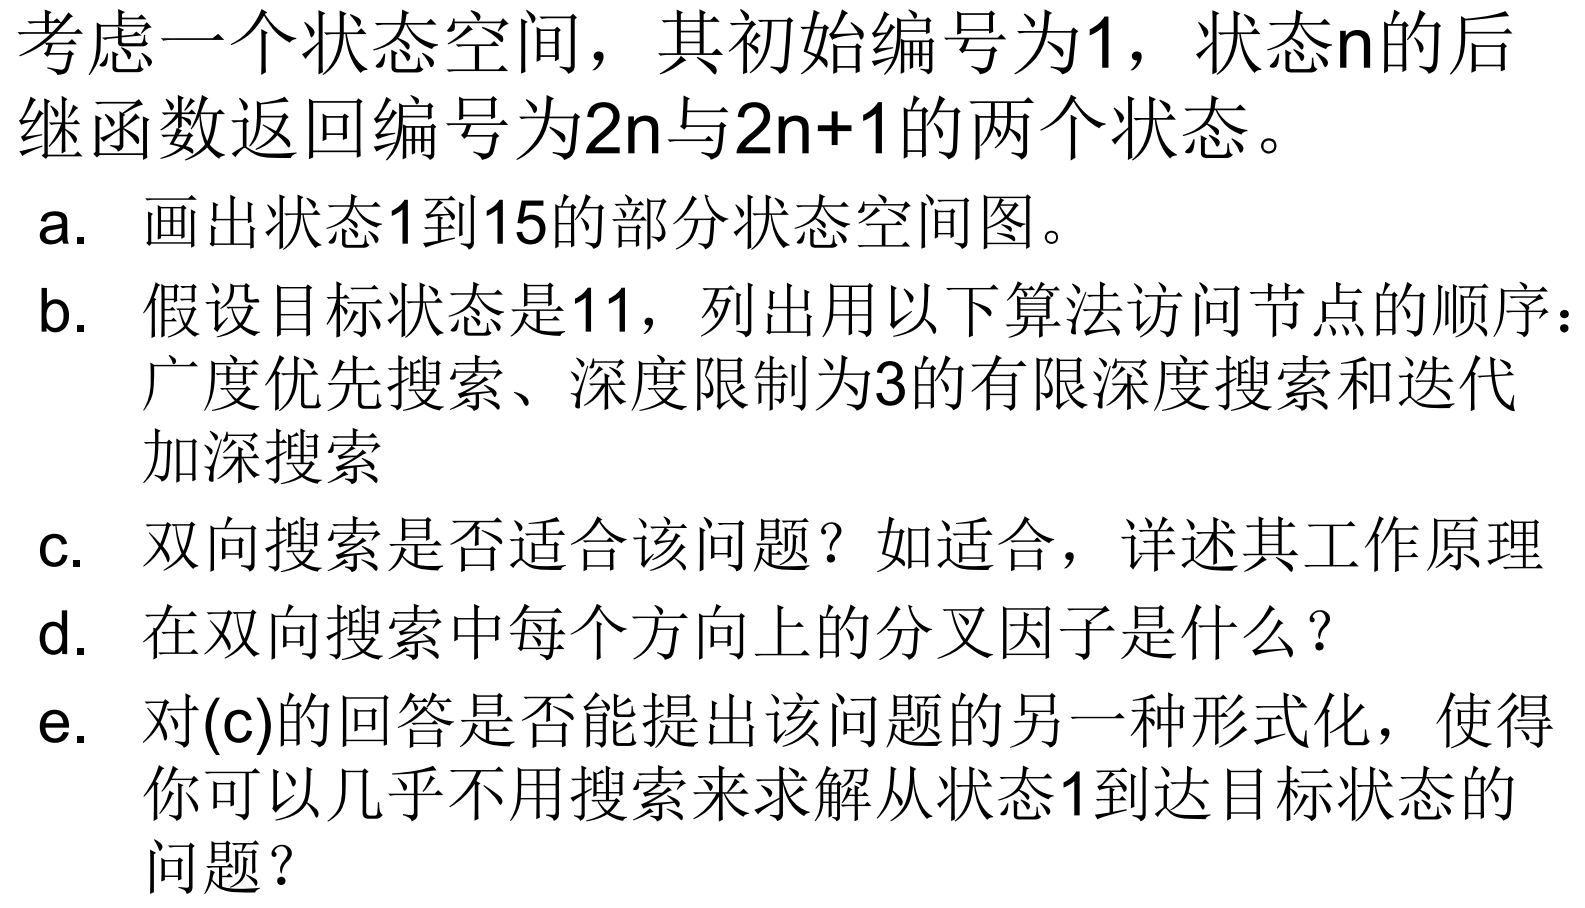 考虑一个状态空间，其初始编号为1，状态n的后
继函数返回编号为2n与2n+1的两个状态。
a. 画出状态1到15的部分状态空间图。
b. 假设目标状态是11，列出用以下算法访问节点的顺序：
广度优先搜索、深度限制为3的有限深度搜索和迭代
加深搜索
c. 双向搜索是否适合该问题？如适合，详述其工作原理
d. 在双向搜索中每个方向上的分叉因子是什么？
e. 对(c)的回答是否能提出该问题的另一种形式化，使得
你可以几乎不用搜索来求解从状态1到达目标状态的
问题？